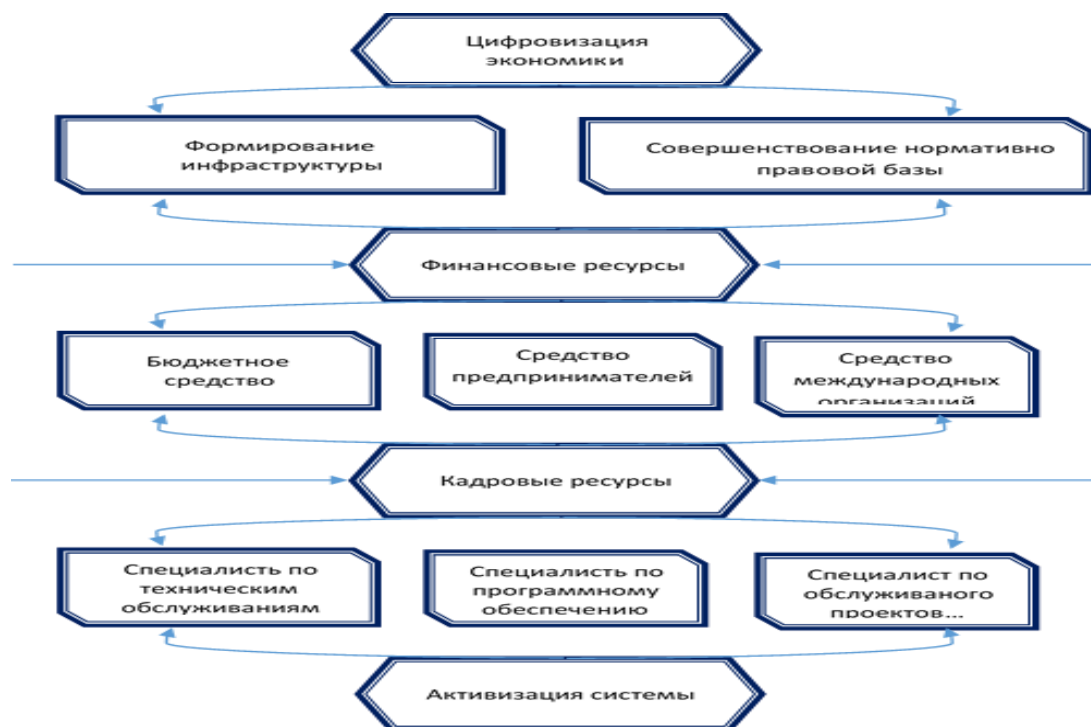 Цифровизация
экономики
Формирование
инфраструктуры
Совершенствование нормативно
правовой базы
Финансовые ресурсы
Бюджетное
средство
Средство
предпринимателей
Средство
международных
организаций
Кадровые ресурсы
Специалисть по
техническим
обслуживаниям
Специалисть по
программному
обеспечению
Специалист по
обслуживаного
проектов...
Активизация системы